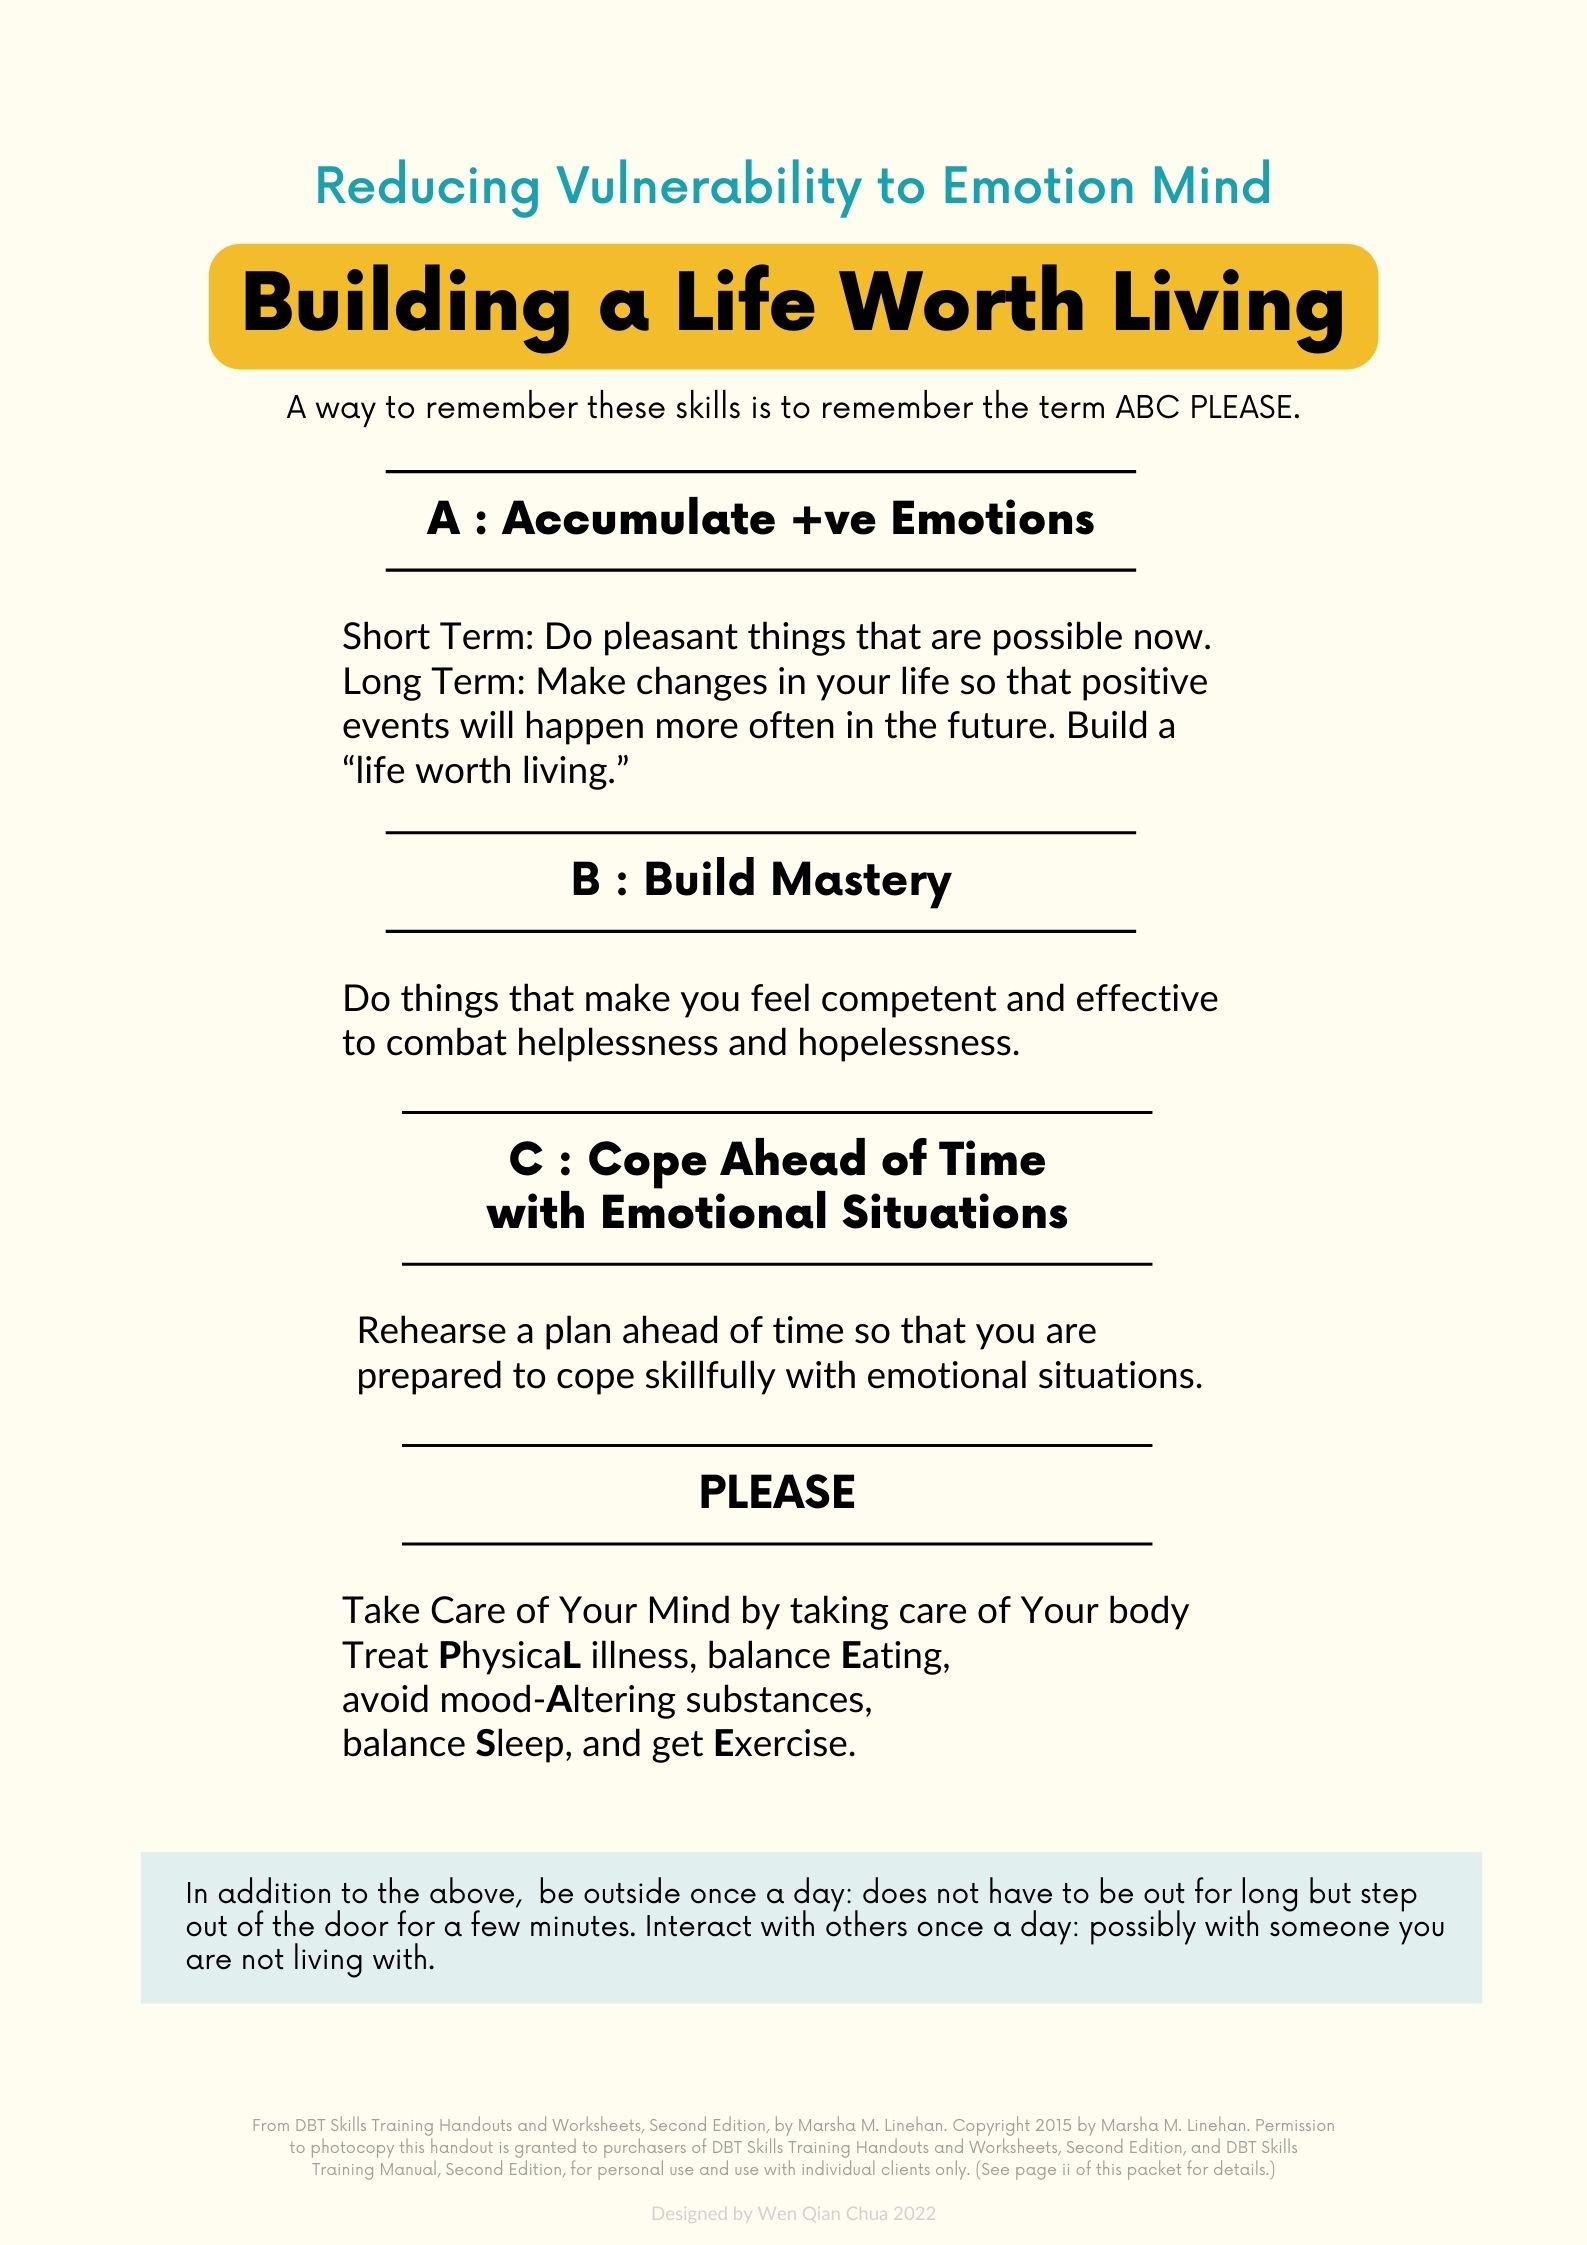 Reducing Vulnerability to Emotion Mind
Building a Life Worth Living
A way to remember these skills is to remember the term ABC PLEASE.
A : Accumulate +ve Emotions
Short Term: Do pleasant things that are possible now.
Long Term: Make changes in your life so that positive
events will happen more often in the future. Build a
“life worth living.”
B : Build Mastery
Do things that make you feel competent and effective
to combat helplessness and hopelessness.
C : Cope Ahead of Time
with Emotional Situations
Rehearse a plan ahead of time so that you are
prepared to cope skillfully with emotional situations.
PLEASE
Take Care of Your Mind by taking care of Your body
Treat PhysicaL illness, balance Eating,
avoid mood-Altering substances,
balance Sleep, and get Exercise.
In addition to the above,  be outside once a day: does not have to be out for long but step
out of the door for a few minutes. Interact with others once a day: possibly with someone you
are not living with.
From DBT Skills Training Handouts and Worksheets, Second Edition, by Marsha M. Linehan. Copyright 2015 by Marsha M. Linehan. Permission
to photocopy this handout is granted to purchasers of DBT Skills Training Handouts and Worksheets, Second Edition, and DBT Skills
Training Manual, Second Edition, for personal use and use with individual clients only. (See page ii of this packet for details.)
Designed by Wen Qian Chua 2022